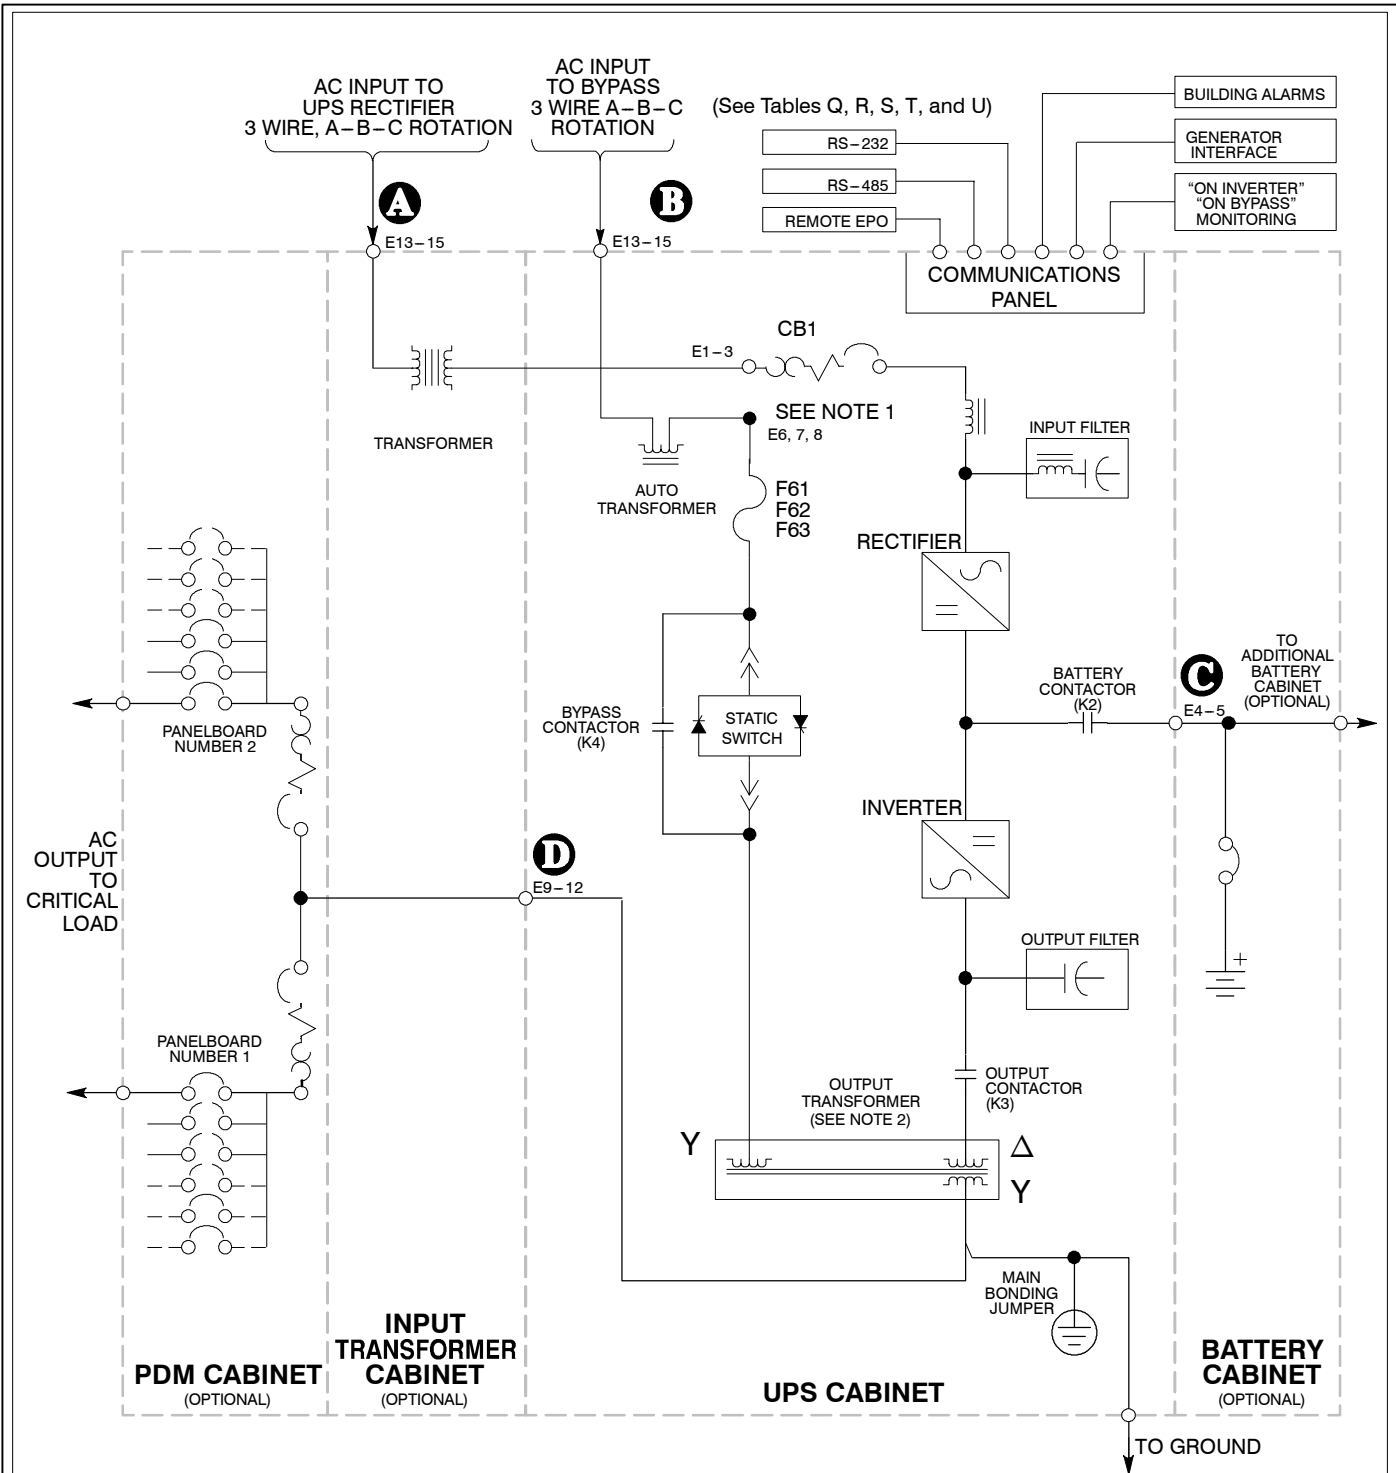 AC INPUT TO
UPS RECTIFIER
3 WIRE, A–B–C ROTATION
AC INPUT
TO BYPASS
3 WIRE A–B–C
ROTATION
(See Tables Q, R, S, T, and U)
RS–232
RS–485
REMOTE EPO
BUILDING ALARMS
GENERATOR
INTERFACE
“ON INVERTER”
“ON BYPASS”
MONITORING
A
B
E13–15
E13–15
COMMUNICATIONS
PANEL
CB1
E1–3
TRANSFORMER
SEE NOTE 1
E6, 7, 8
AUTO
TRANSFORMER
F61
F62
F63
INPUT FILTER
RECTIFIER
BATTERY
CONTACTOR
(K2)
C
E4–5
TO
ADDITIONAL
BATTERY
CABINET
(OPTIONAL)
BYPASS
CONTACTOR
(K4)
STATIC
SWITCH
PANELBOARD
NUMBER 2
INVERTER
AC
OUTPUT
TO
CRITICAL
LOAD
D
E9–12
OUTPUT FILTER
+
PANELBOARD
NUMBER 1
OUTPUT
CONTACTOR
(K3)
OUTPUT
TRANSFORMER
(SEE NOTE 2)
Y
Δ
Y
MAIN
BONDING
JUMPER
PDM CABINET
(OPTIONAL)
INPUT
TRANSFORMER
CABINET
(OPTIONAL)
UPS CABINET
BATTERY
CABINET
(OPTIONAL)
TO GROUND